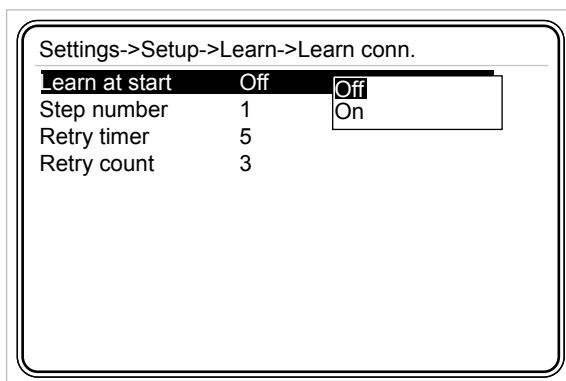 Settings->Setup->Learn->Learn conn.
Learn at start Off Off
Step number 1 On
Retry timer 5
Retry count 3